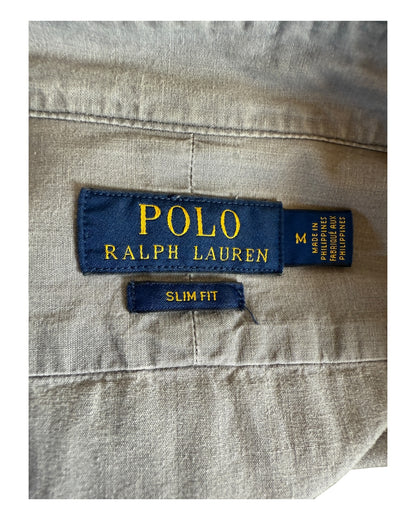 POLO
RALPH LAUREN
M
MADE IN
PHILIPPINES
FABRIQUÉ AUX
PHILIPPINES
SLIM FIT